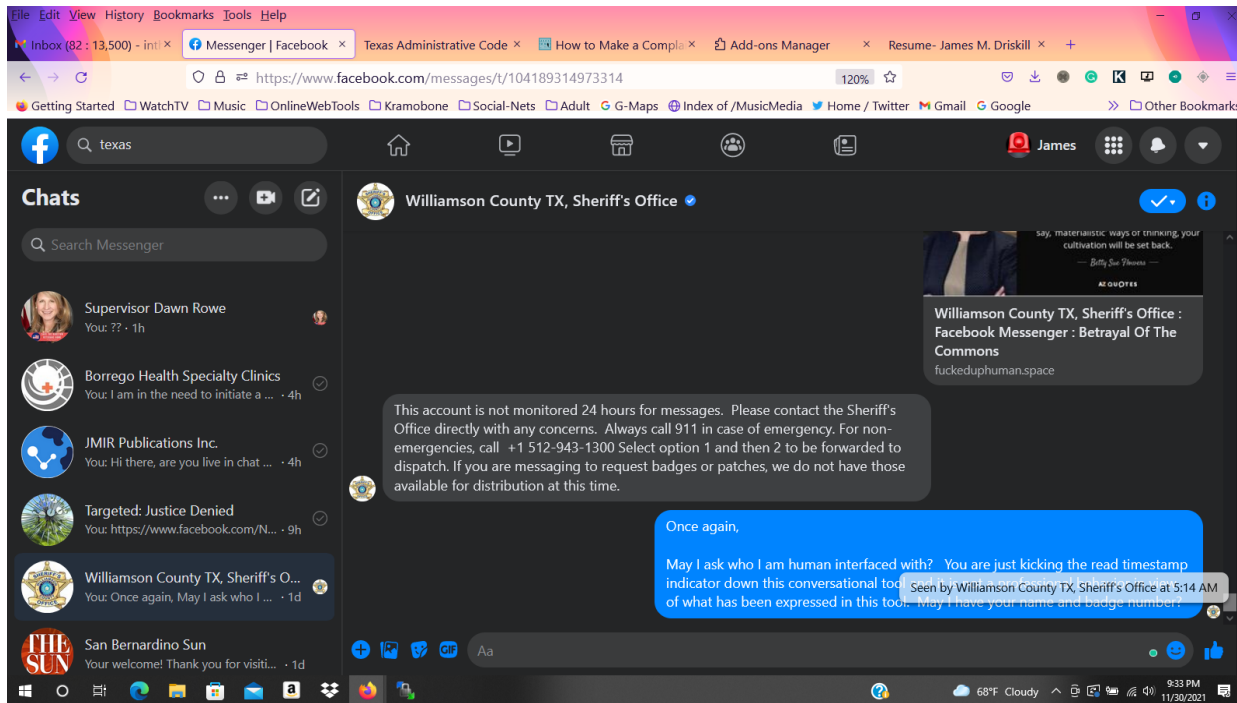 File Edit View History Bookmarks Tools Help
Inbox (82 : 13,500) - intl
Messenger | Facebook
Texas Administrative Code
How to Make a Compla
Add-ons Manager
Resume- James M. Driskill
https://www.facebook.com/messages/t/104189314973314
120%
Getting Started WatchTV Music OnlineWebTools Kramobone Social-Nets Adult G-Maps Index of /MusicMedia Home / Twitter Gmail Google Other Bookmarks
texas
James
Chats
Search Messenger
Supervisor Dawn Rowe
You: ?? · 1h
Borrego Health Specialty Clinics
You: I am in the need to initiate a ... · 4h
JMIR Publications Inc.
You: Hi there, are you live in chat ... · 4h
Targeted: Justice Denied
You: https://www.facebook.com/N... · 9h
Williamson County TX, Sheriff's O...
You: Once again, May I ask who I ... · 1d
THE SUN
San Bernardino Sun
Your welcome! Thank you for visiti... · 1d
Williamson County TX, Sheriff's Office
say, materialistic ways of thinking, your
cultivation will be set back.
— Betty Sue Flowers —
AZ QUOTES
Williamson County TX, Sheriff's Office :
Facebook Messenger : Betrayal Of The
Commons
fuckeduphuman.space
This account is not monitored 24 hours for messages. Please contact the Sheriff's
Office directly with any concerns. Always call 911 in case of emergency. For non-
emergencies, call +1 512-943-1300 Select option 1 and then 2 to be forwarded to
dispatch. If you are messaging to request badges or patches, we do not have those
available for distribution at this time.
Once again,
May I ask who I am human interfaced with? You are just kicking the read timestamp
indicator down this conversational tool
of what has been expressed in this tool. May I have your name and badge number?
Seen by Williamson County TX, Sheriff's Office at 5:14 AM
GIF
Aa
68°F Cloudy
9:33 PM
11/30/2021